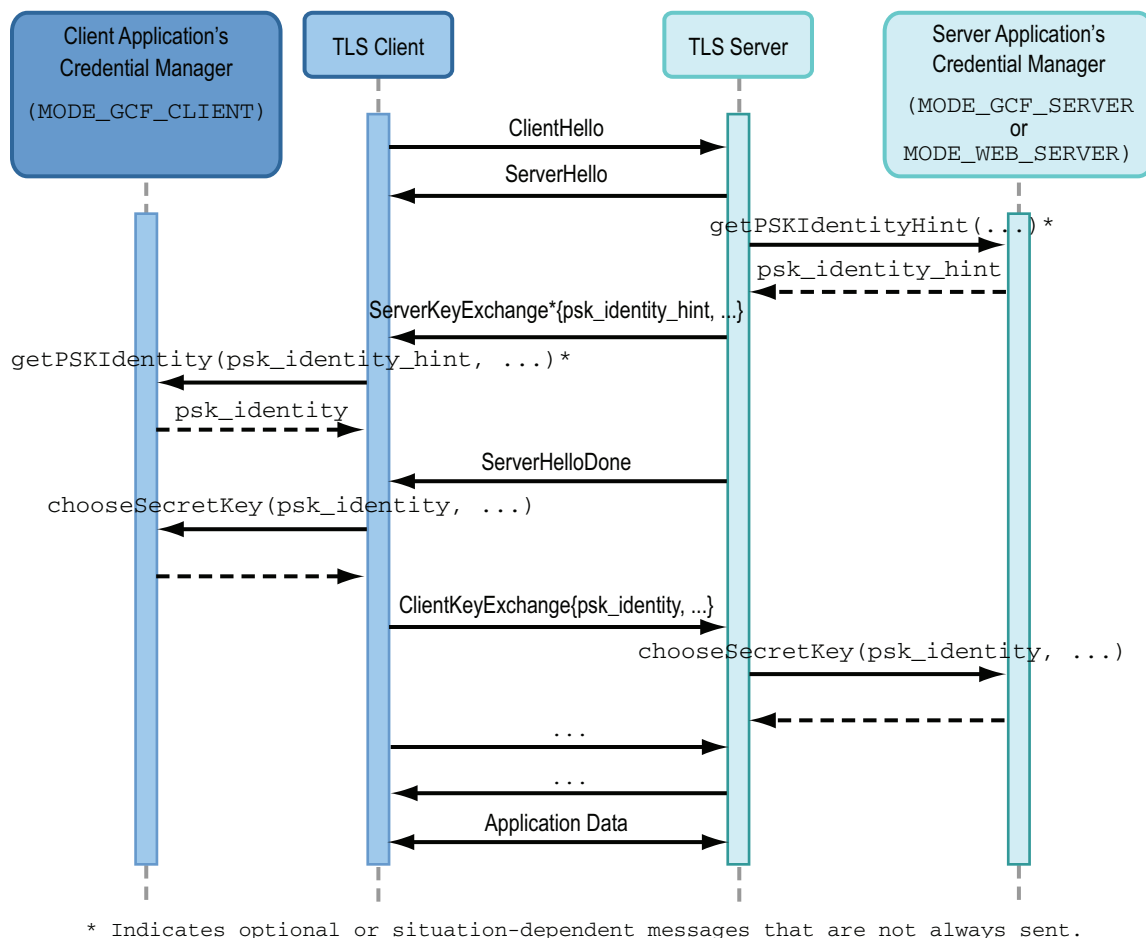 Client Application's
Credential Manager
(MODE_GCF_CLIENT)
TLS Client
TLS Server
Server Application's
Credential Manager
(MODE_GCF_SERVER
or
MODE_WEB_SERVER)
ClientHello
ServerHello
getPSKIdentityHint(...)*
psk_identity_hint
ServerKeyExchange*{psk_identity_hint, ...}
getPSKIdentity(psk_identity_hint, ...)*
psk_identity
ServerHelloDone
chooseSecretKey(psk_identity, ...)
ClientKeyExchange{psk_identity, ...}
chooseSecretKey(psk_identity, ...)
...
...
Application Data
* Indicates optional or situation-dependent messages that are not always sent.